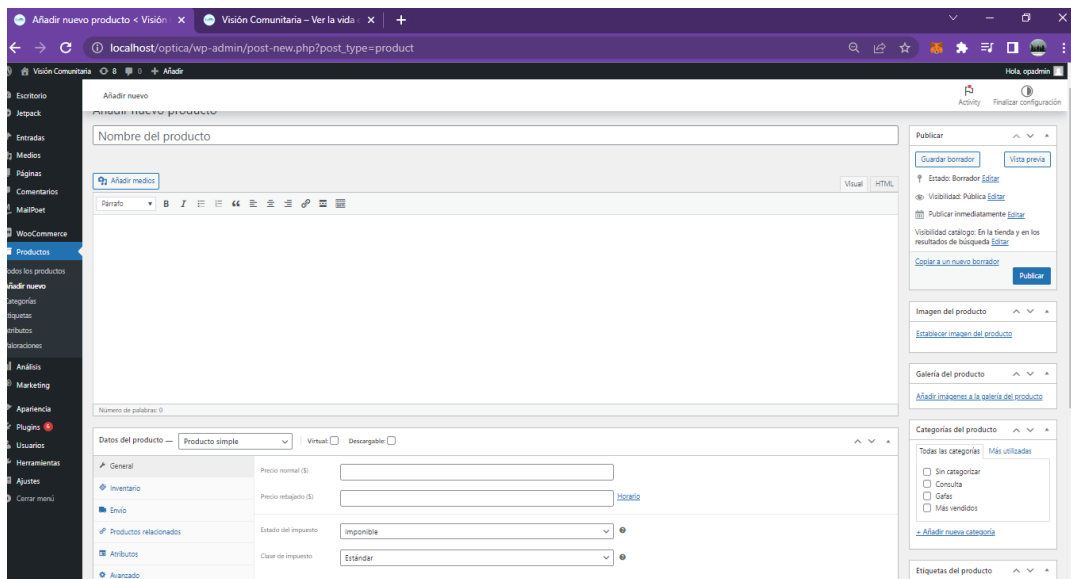 Añadir nuevo producto < Visión
Visión Comunitaria – Ver la vida
localhost/optica/wp-admin/post-new.php?post_type=product
Visión Comunitaria 8 0 + Añadir
Hola, opadmin
Escritorio
Jetpack
Entradas
Medios
Páginas
Comentarios
MailPoet
WooCommerce
Productos
odos los productos
ñadir nuevo
ategorías
tiquetas
tributos
aloraciones
Análisis
Marketing
Apariencia
Plugins 6
Usuarios
Herramientas
Ajustes
Cerrar menú
Añadir nuevo
Activity
Finalizar configuración
Añadir nuevo producto
Nombre del producto
Añadir medios
Visual HTML
Párrafo
Número de palabras: 0
Datos del producto — Producto simple Virtual: Descargable:
General
Inventario
Envío
Productos relacionados
Atributos
Avanzado
Precio normal ($)
Precio rebajado ($) Horario
Estado del impuesto Imponible
Clase de impuesto Estándar
Publicar
Guardar borrador Vista previa
Estado: Borrador Editar
Visibilidad: Pública Editar
Publicar inmediatamente Editar
Visibilidad catálogo: En la tienda y en los
resultados de búsqueda Editar
Copiar a un nuevo borrador
Publicar
Imagen del producto
Establecer imagen del producto
Galería del producto
Añadir imágenes a la galería del producto
Categorías del producto
Todas las categorías Más utilizadas
Sin categorizar
Consulta
Gafas
Más vendidos
+ Añadir nueva categoría
Etiquetas del producto